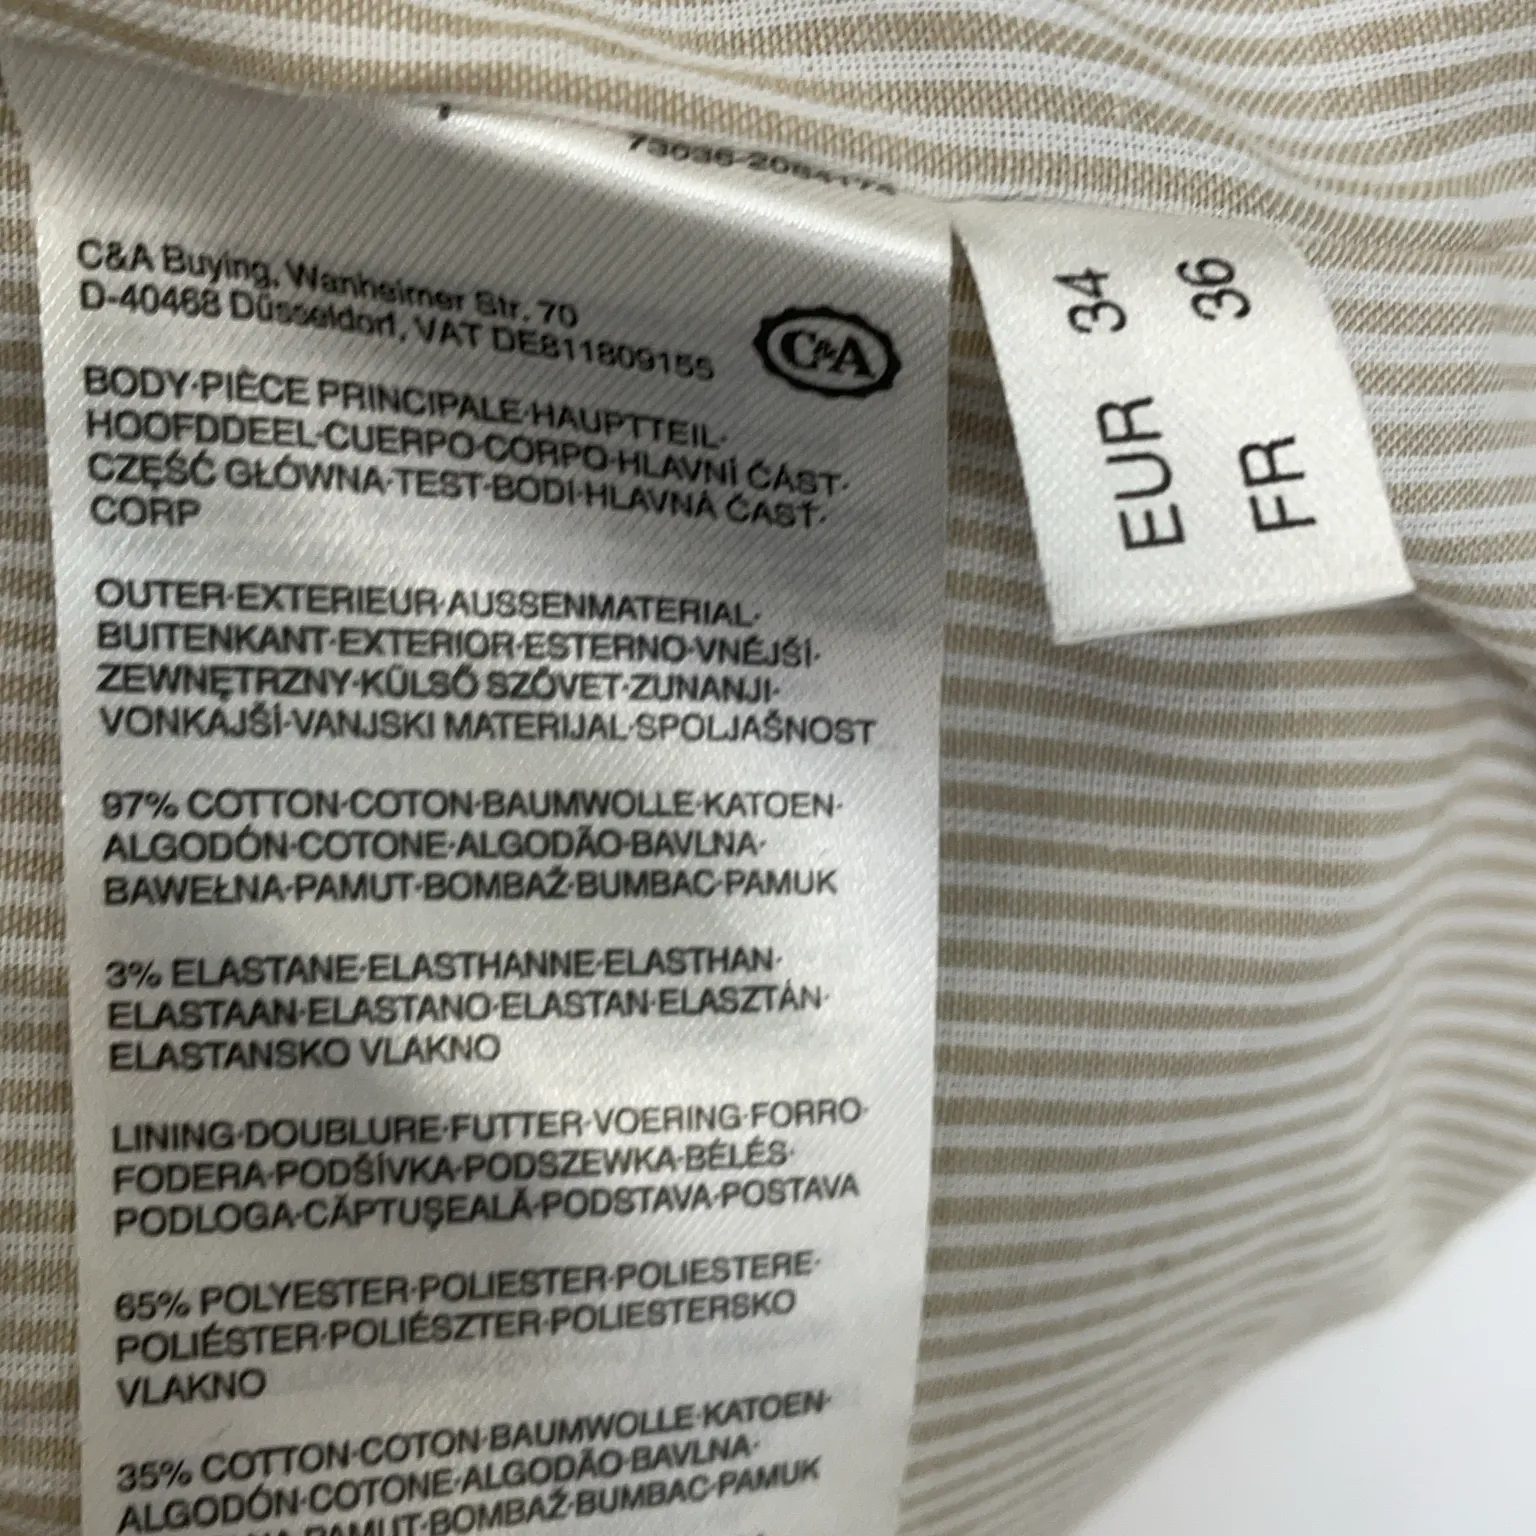 C&A Buying, Wanheimer Str. 70
D-40468 Düsseldorf, VAT DE811809155
C&A
BODY·PIÈCE PRINCIPALE·HAUPTTEIL·
HOOFDDEEL·CUERPO·CORPO·HLAVNÍ ČÁST·
CZĘŚĆ GŁÓWNA·TEST·BODI·HLAVNÁ ČASŤ·
CORP
OUTER·EXTERIEUR·AUSSENMATERIAL·
BUITENKANT·EXTERIOR·ESTERNO·VNĚJŠÍ·
ZEWNĘTRZNY·KÜLSŐ SZÖVET·ZUNANJI·
VONKAJŠÍ·VANJSKI MATERIJAL·SPOLJAŠNOST
97% COTTON·COTON·BAUMWOLLE·KATOEN·
ALGODÓN·COTONE·ALGODÃO·BAVLNA·
BAWEŁNA·PAMUT·BOMBAŽ·BUMBAC·PAMUK
3% ELASTANE·ELASTHANNE·ELASTHAN·
ELASTAAN·ELASTANO·ELASTAN·ELASZTÁN·
ELASTANSKO VLAKNO
LINING·DOUBLURE·FUTTER·VOERING·FORRO·
FODERA·PODŠÍVKA·PODSZEWKA·BÉLÉS·
PODLOGA·CĂPTUȘEALĂ·PODSTAVA·POSTAVA
65% POLYESTER·POLIESTER·POLIESTERE·
POLIÉSTER·POLIÉSZTER·POLIESTERSKO
VLAKNO
35% COTTON·COTON·BAUMWOLLE·KATOEN·
ALGODÓN·COTONE·ALGODÃO·BAVLNA·
PAMUT·BOMBAŽ·BUMBAC·PAMUK
EUR 34
FR 36